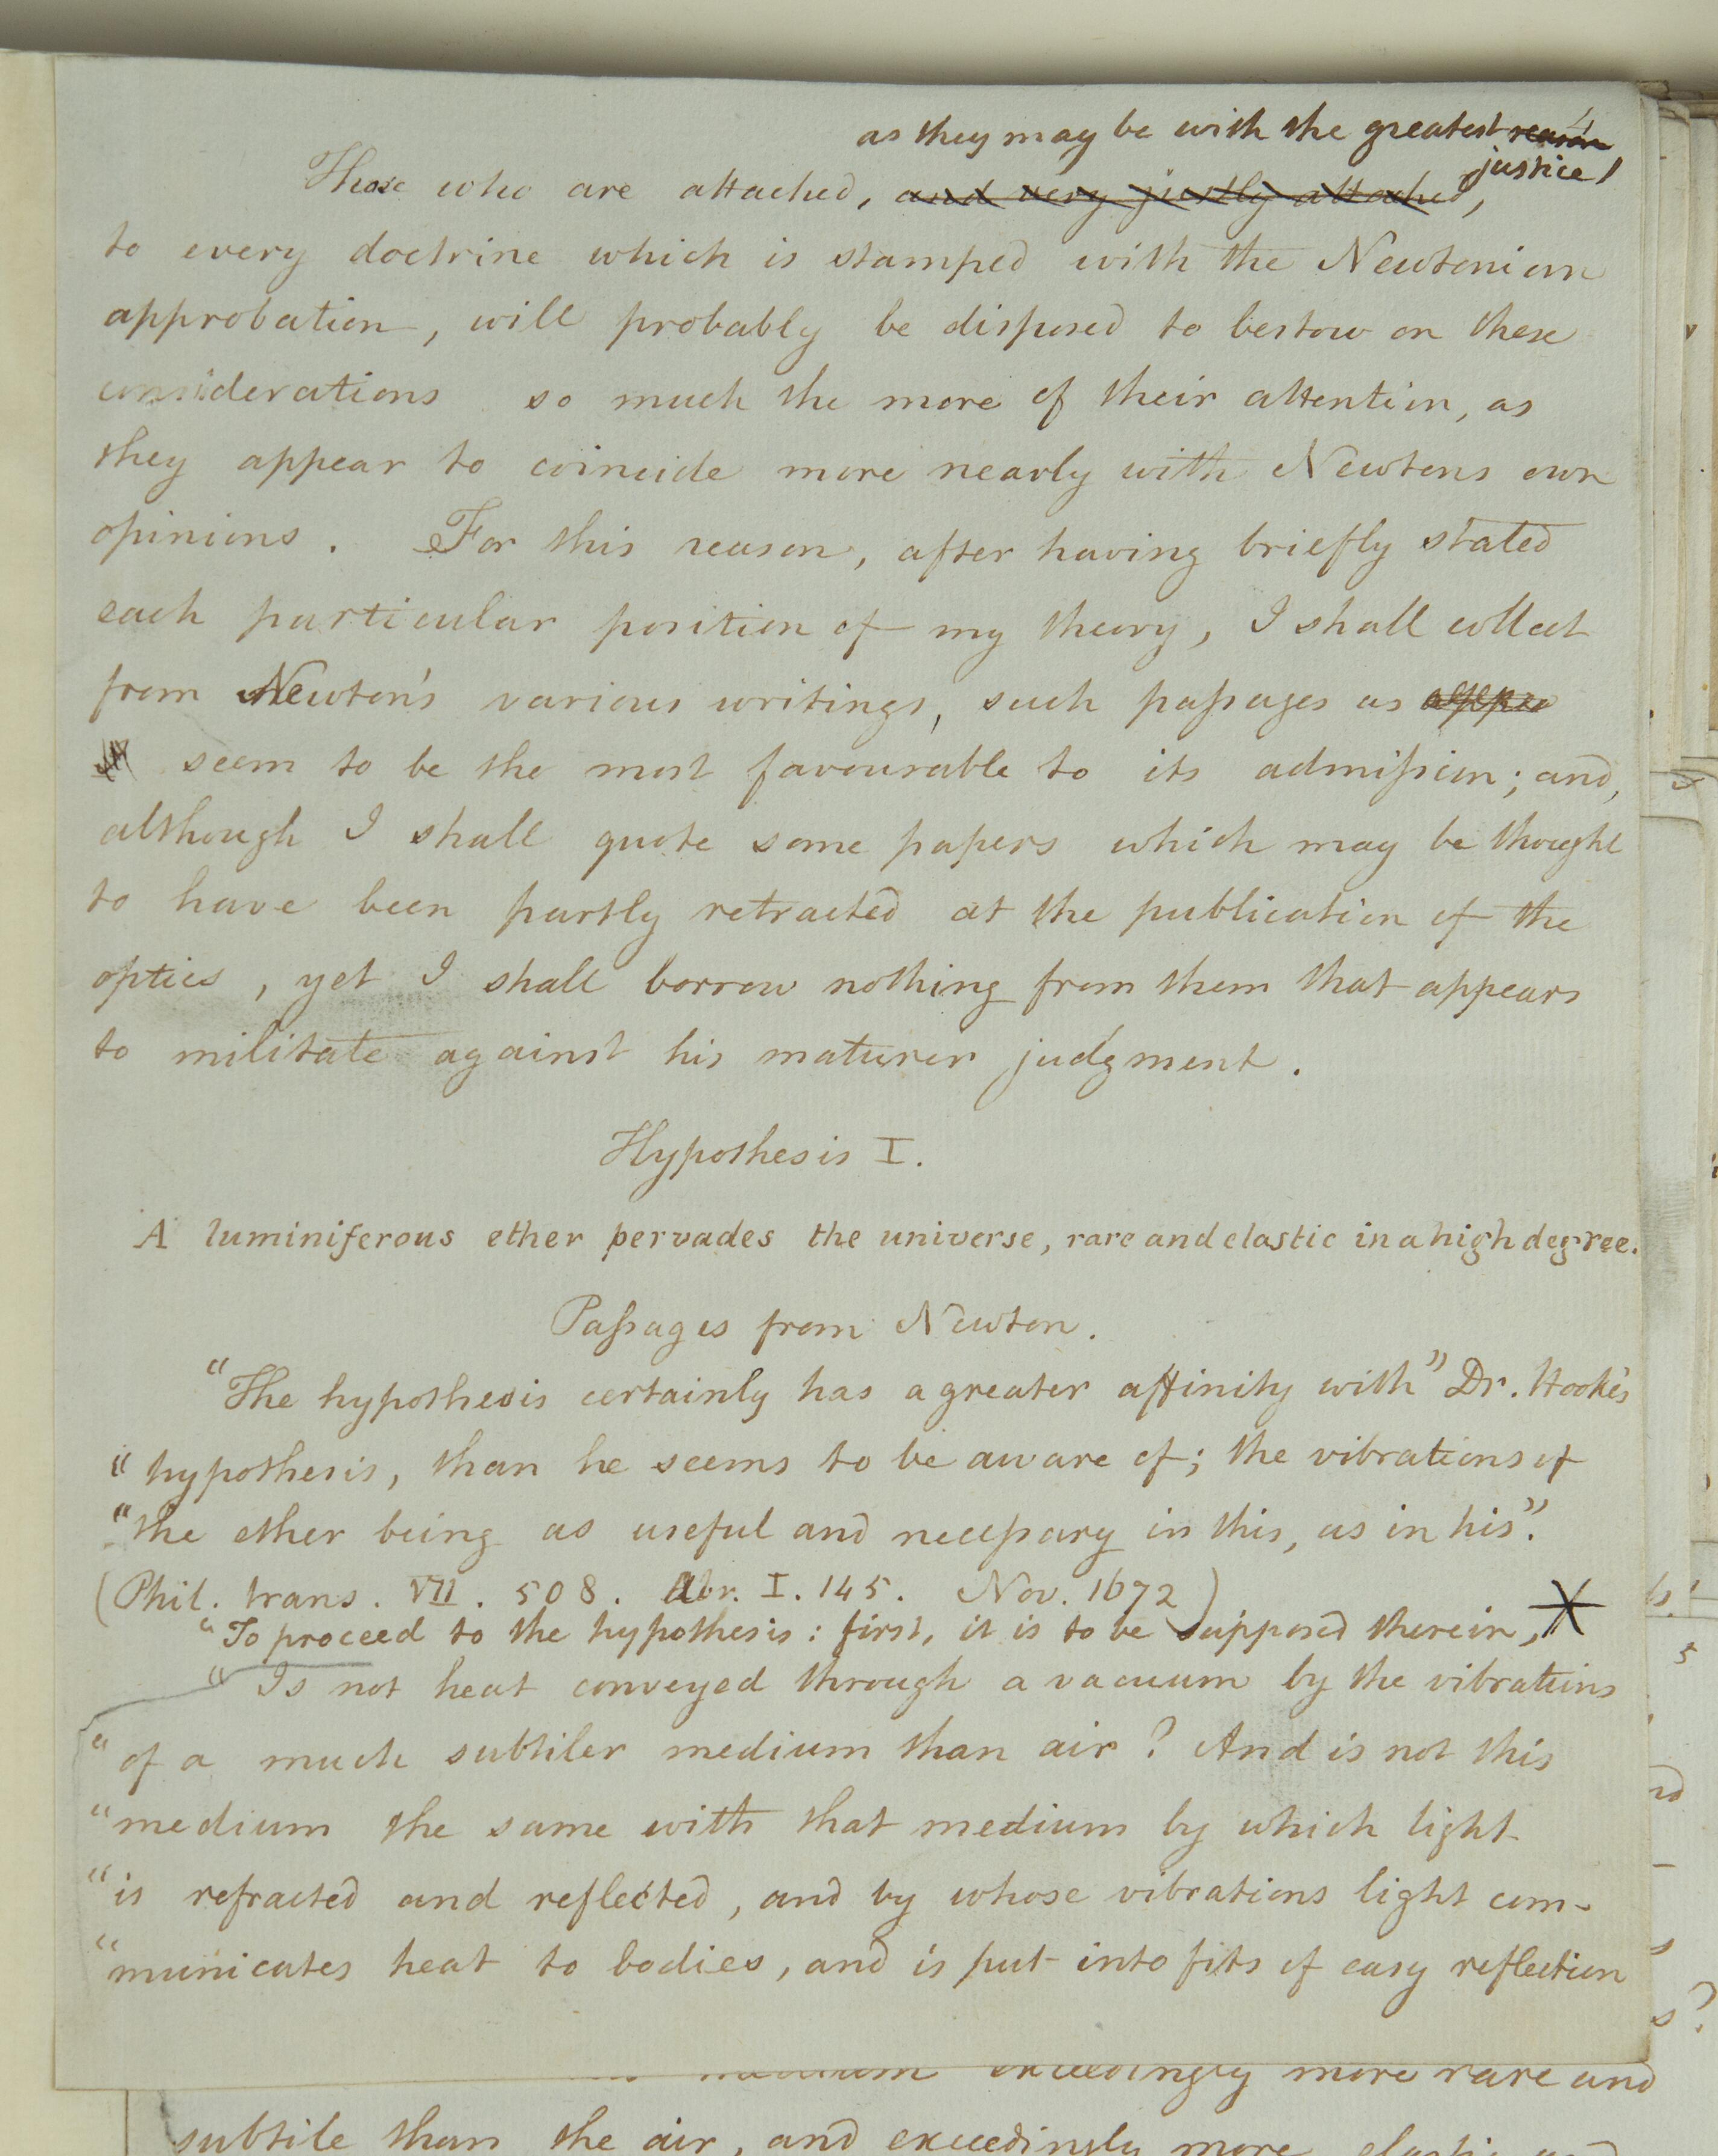 as they may be with the greatest reason
justice,
Those who are attached, and very justly attached,
to every doctrine which is stamped with the Newtonian
approbation, will probably be disposed to bestow on these
considerations so much the more of their attention, as
they appear to coincide more nearly with Newtons own
opinions. For this reason, after having briefly stated
each particular position of my theory, I shall collect
from Newton's various writings, such paſsages as appea
seem to be the most favourable to its admiſsion; and,
although I shall quote some papers which may be thought
to have been partly retracted at the publication of the
optics, yet I shall borrow nothing from them that appears
to militate against his maturer judgment.
Hypothesis I.
A luminiferous ether pervades the universe, rare and elastic in a high degree.
Paſsages from Newton.
"The hypothesis certainly has a greater affinity with" Dr. Hooke's
"hypothesis, than he seems to be aware of; the vibrations of
"the ether being as useful and neceſsary in this, as in his".
(Phil. trans. VII. 508. Abr. I. 145. Nov. 1672)
"To proceed to the hypothesis: first, it is to be supposed therein, X
"Is not heat conveyed through a vacuum by the vibrations
"of a much subtiler medium than air? And is not this
"medium the same with that medium by which light
"is refracted and reflected, and by whose vibrations light com-
"municates heat to bodies, and is put into fits of easy reflection
medium exceedingly more rare and
subtile than the air, and exceedingly more elastic and